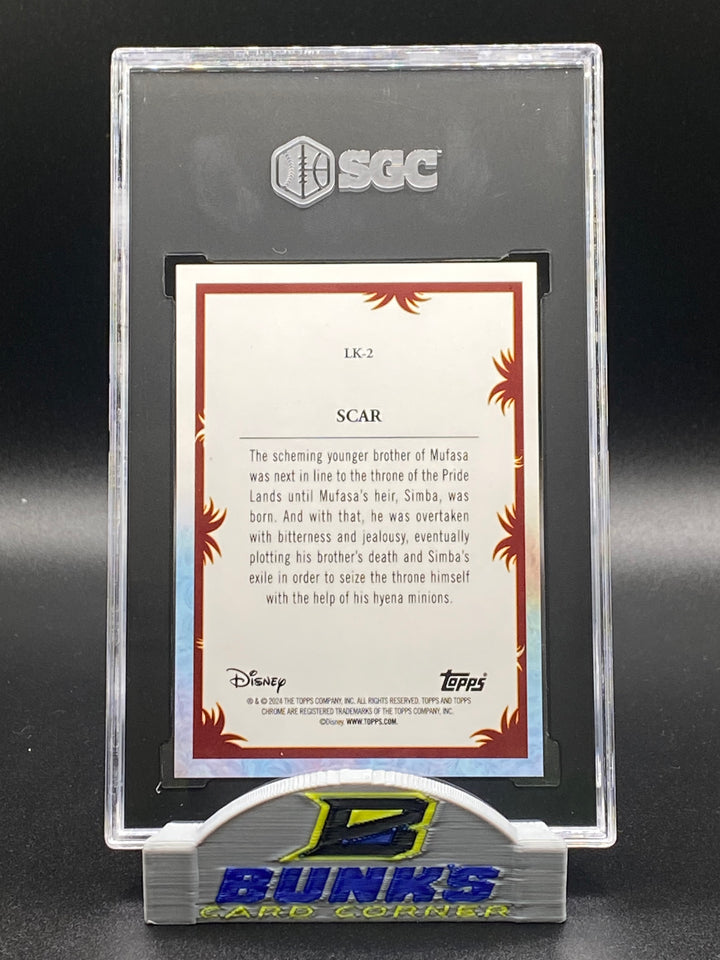 SGC
LK-2
SCAR
The scheming younger brother of Mufasa
was next in line to the throne of the Pride
Lands until Mufasa's heir, Simba, was
born. And with that, he was overtaken
with bitterness and jealousy, eventually
plotting his brother's death and Simba's
exile in order to seize the throne himself
with the help of his hyena minions.
Disney topps
® & © 2024 THE TOPPS COMPANY, INC. ALL RIGHTS RESERVED. TOPPS AND TOPPS
CHROME ARE REGISTERED TRADEMARKS OF THE TOPPS COMPANY, INC.
©Disney. WWW.TOPPS.COM.
B
BUNK'S
CARD CORNER